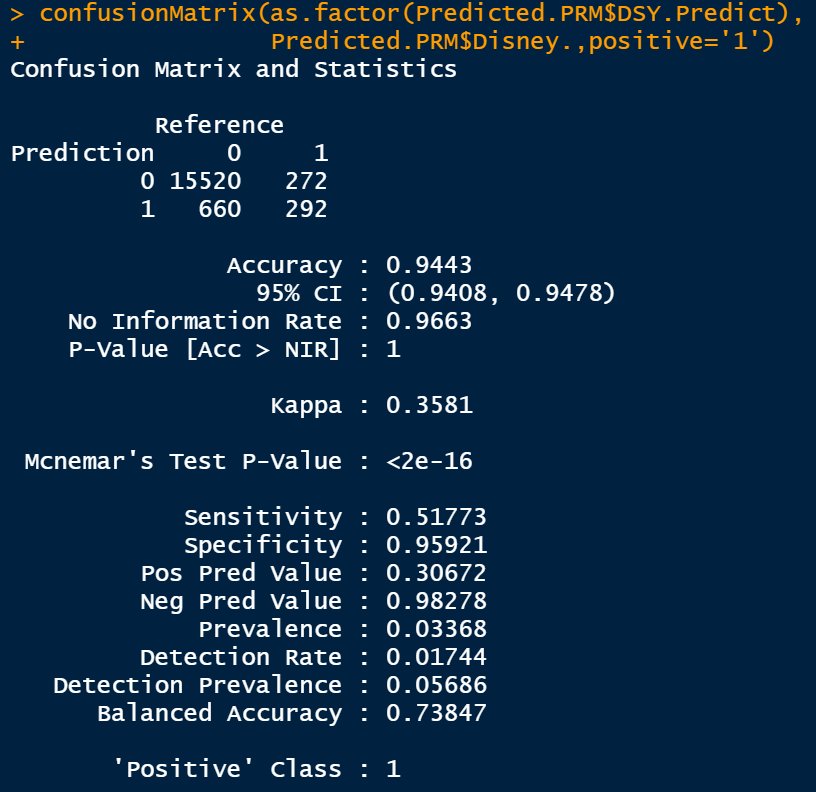 > confusionMatrix(as.factor(Predicted.PRM$DSY.Predict),
+                 Predicted.PRM$Disney.,positive='1')
Confusion Matrix and Statistics

          Reference
Prediction     0     1
         0 15520   272
         1   660   292

               Accuracy : 0.9443
                 95% CI : (0.9408, 0.9478)
    No Information Rate : 0.9663
    P-Value [Acc > NIR] : 1

                  Kappa : 0.3581

 Mcnemar's Test P-Value : <2e-16

            Sensitivity : 0.51773
            Specificity : 0.95921
         Pos Pred Value : 0.30672
         Neg Pred Value : 0.98278
             Prevalence : 0.03368
         Detection Rate : 0.01744
   Detection Prevalence : 0.05686
      Balanced Accuracy : 0.73847

       'Positive' Class : 1